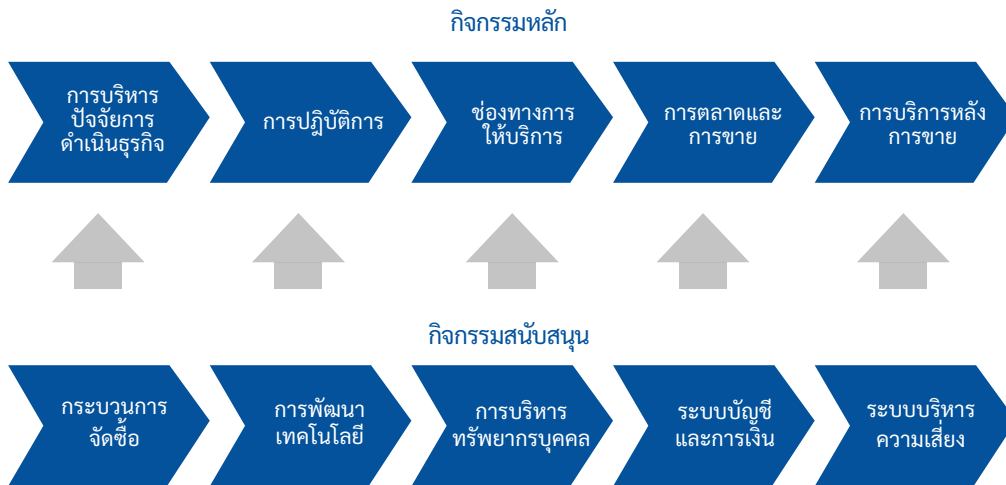 กิจกรรมหลัก
การบริหาร
ปัจจัยการ
ดำเนินธุรกิจ
การปฏิบัติการ
ช่องทางการ
ให้บริการ
การตลาดและ
การขาย
การบริการหลัง
การขาย
กิจกรรมสนับสนุน
กระบวนการ
จัดซื้อ
การพัฒนา
เทคโนโลยี
การบริหาร
ทรัพยากรบุคคล
ระบบบัญชี
และการเงิน
ระบบบริหาร
ความเสี่ยง